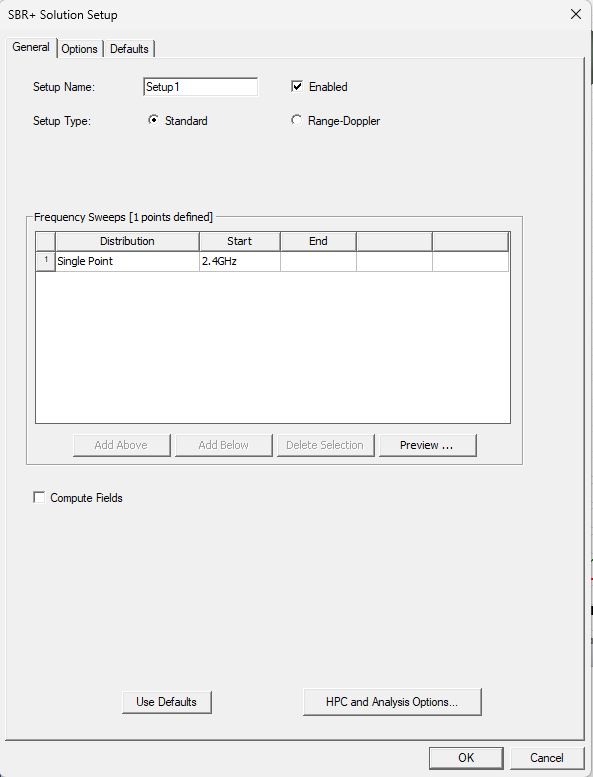 SBR+ Solution Setup
General Options Defaults
Setup Name: Setup1 Enabled
Setup Type: Standard Range-Doppler
Frequency Sweeps [1 points defined]
Distribution Start End
1 Single Point 2.4GHz
Add Above Add Below Delete Selection Preview ...
Compute Fields
Use Defaults HPC and Analysis Options...
OK Cancel